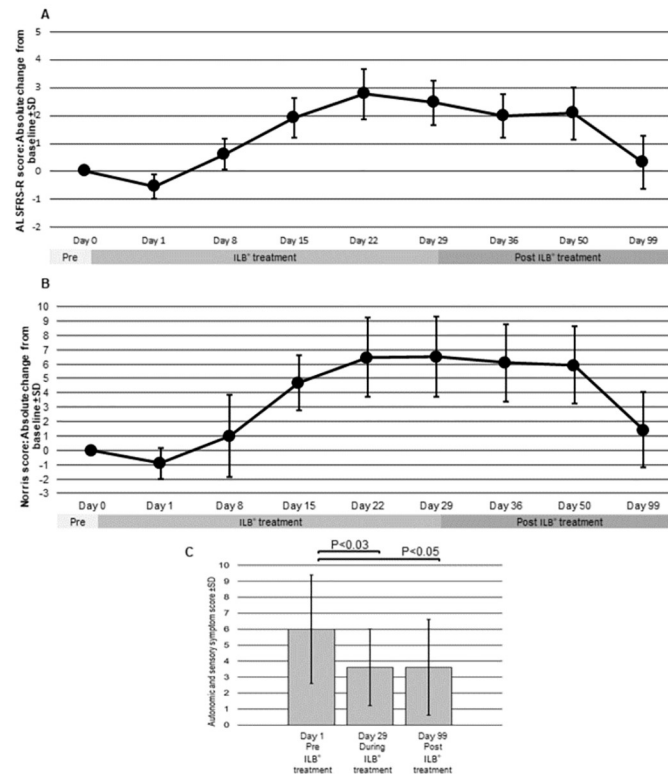 A
ALSFRS-R score: Absolute change from
baseline ±SD
5
4
3
2
1
0
-1
-2
Day 0 Day 1 Day 8 Day 15 Day 22 Day 29 Day 36 Day 50 Day 99
Pre ILB® treatment Post ILB® treatment
B
Norris score: Absolute change from
baseline ±SD
10
9
8
7
6
5
4
3
2
1
0
-1
-2
-3
Day 0 Day 1 Day 8 Day 15 Day 22 Day 29 Day 36 Day 50 Day 99
Pre ILB® treatment Post ILB® treatment
C
P<0.03
P<0.05
Autonomic and sensory symptom score ±SD
10
9
8
7
6
5
4
3
2
1
0
Day 1 Day 29 Day 99
Pre During Post
ILB® ILB® ILB®
treatment treatment treatment